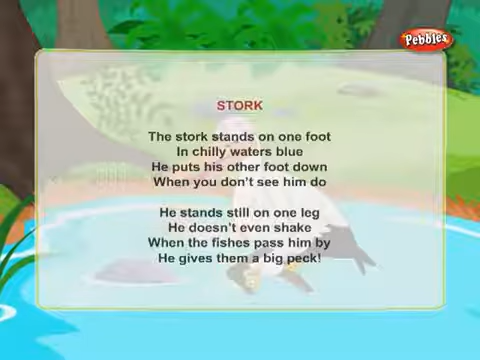 Pebbles
STORK
The stork stands on one foot
In chilly waters blue
He puts his other foot down
When you don't see him do
He stands still on one leg
He doesn't even shake
When the fishes pass him by
He gives them a big peck!